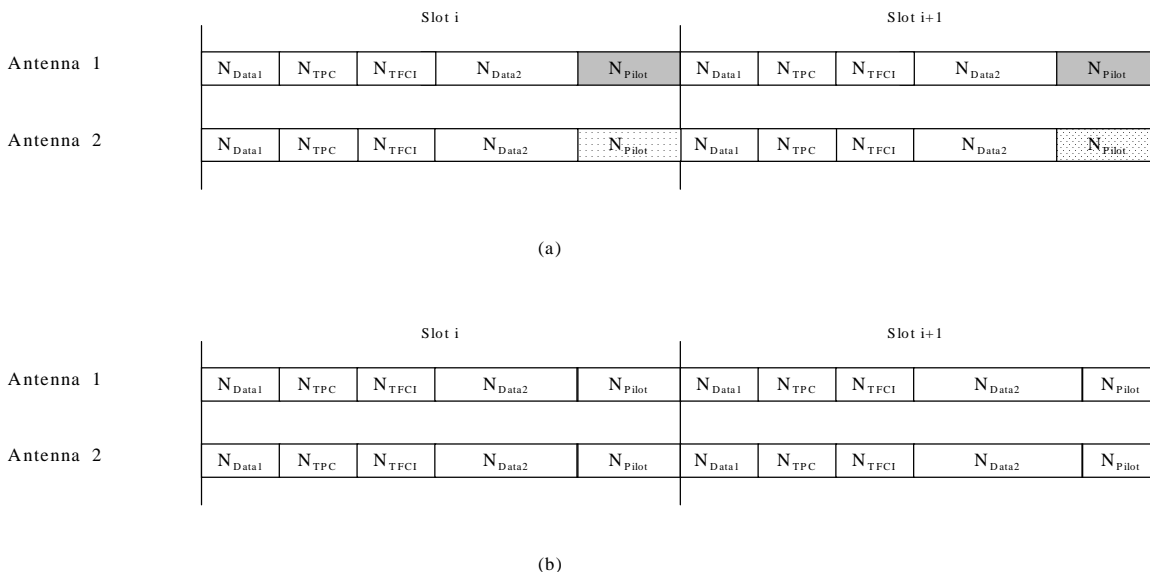 Slot i Slot i+1
Antenna 1 N_Data1 N_TPC N_TFCI N_Data2 N_Pilot N_Data1 N_TPC N_TFCI N_Data2 N_Pilot
Antenna 2 N_Data1 N_TPC N_TFCI N_Data2 N_Pilot N_Data1 N_TPC N_TFCI N_Data2 N_Pilot
(a)
Slot i Slot i+1
Antenna 1 N_Data1 N_TPC N_TFCI N_Data2 N_Pilot N_Data1 N_TPC N_TFCI N_Data2 N_Pilot
Antenna 2 N_Data1 N_TPC N_TFCI N_Data2 N_Pilot N_Data1 N_TPC N_TFCI N_Data2 N_Pilot
(b)